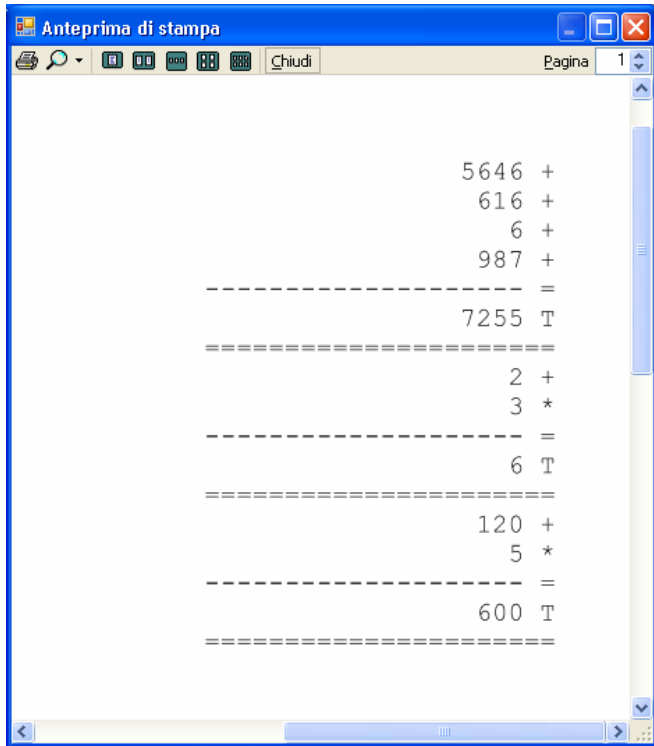 Anteprima di stampa
Chiudi Pagina 1
5646 +
616 +
6 +
987 +
-------------------- =
7255 T
======================
2 +
3 *
-------------------- =
6 T
======================
120 +
5 *
-------------------- =
600 T
======================